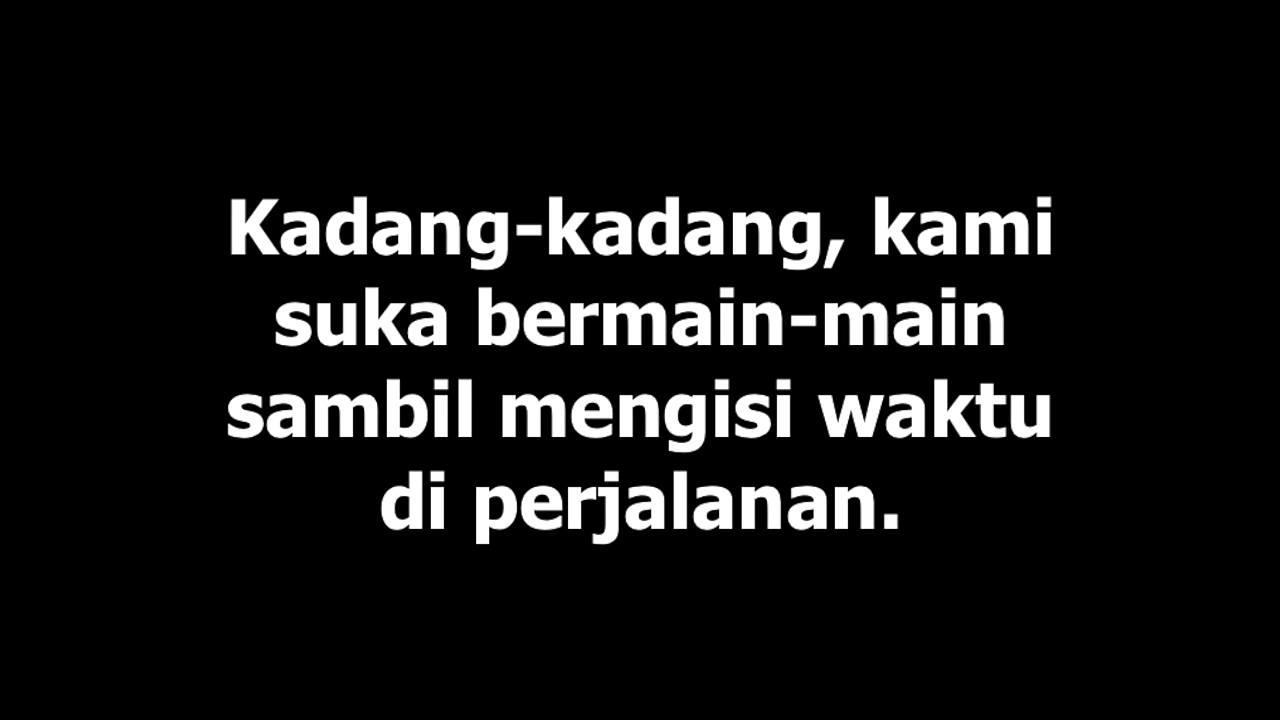 Kadang-kadang, kami
suka bermain-main
sambil mengisi waktu
di perjalanan.